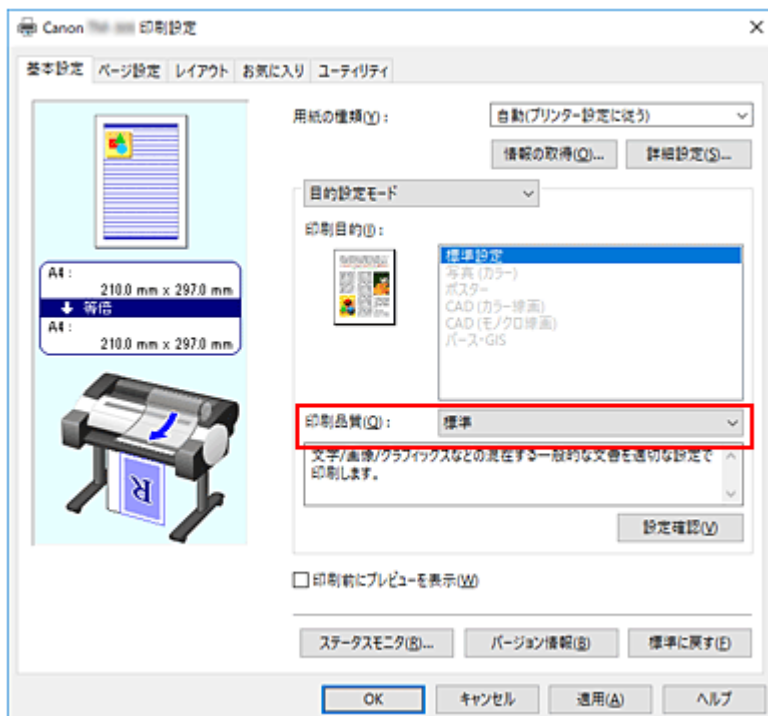 Canon 印刷設定
基本設定 ページ設定 レイアウト お気に入り ユーティリティ
用紙の種類(Y): 自動(プリンター設定に従う)
情報の取得(O)... 詳細設定(S)...
目的設定モード
印刷目的(I):
標準設定
写真 (カラー)
ポスター
CAD (カラー線画)
CAD (モノクロ線画)
パース・GIS
A4:
210.0 mm x 297.0 mm
等倍
A4:
210.0 mm x 297.0 mm
R
印刷品質(Q): 標準
文字/画像/グラフィックスなどの混在する一般的な文書を適切な設定で
印刷します。
設定確認(V)
印刷前にプレビューを表示(W)
ステータスモニタ(R)... バージョン情報(B) 標準に戻す(F)
OK キャンセル 適用(A) ヘルプ